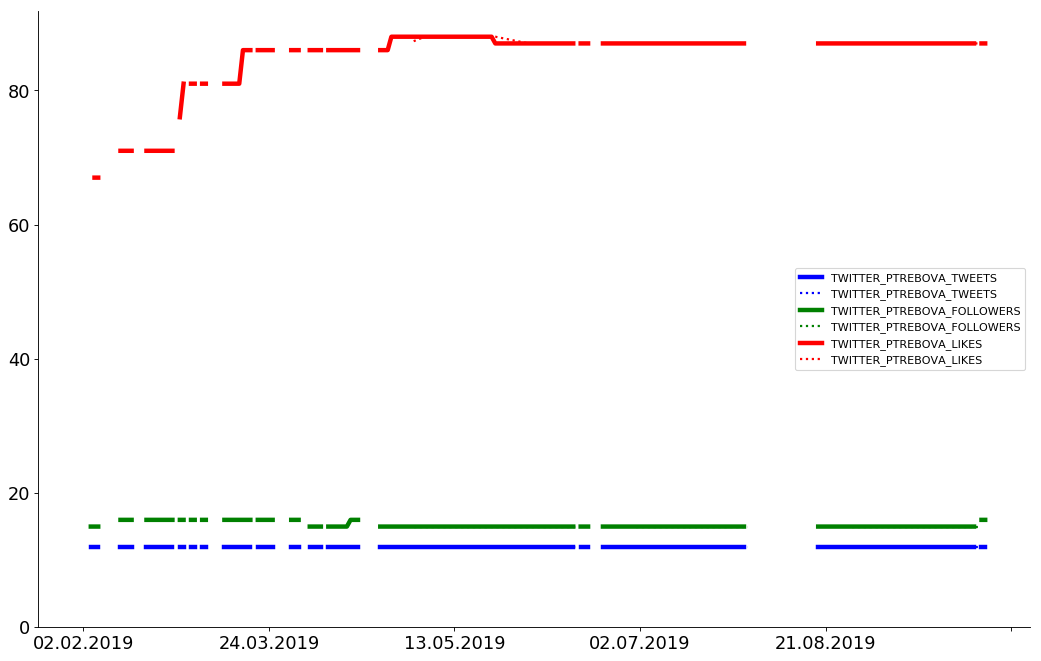 80
60
40
20
0
02.02.2019 24.03.2019 13.05.2019 02.07.2019 21.08.2019
TWITTER_PTREBOVA_TWEETS
TWITTER_PTREBOVA_TWEETS
TWITTER_PTREBOVA_FOLLOWERS
TWITTER_PTREBOVA_FOLLOWERS
TWITTER_PTREBOVA_LIKES
TWITTER_PTREBOVA_LIKES